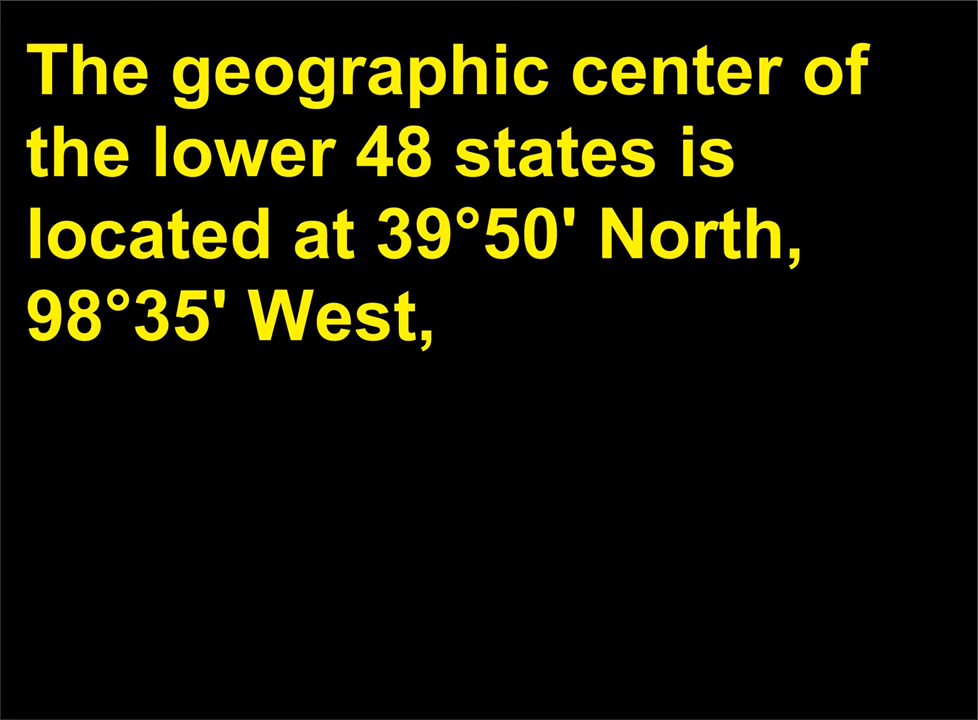 The geographic center of
the lower 48 states is
located at 39°50' North,
98°35' West,